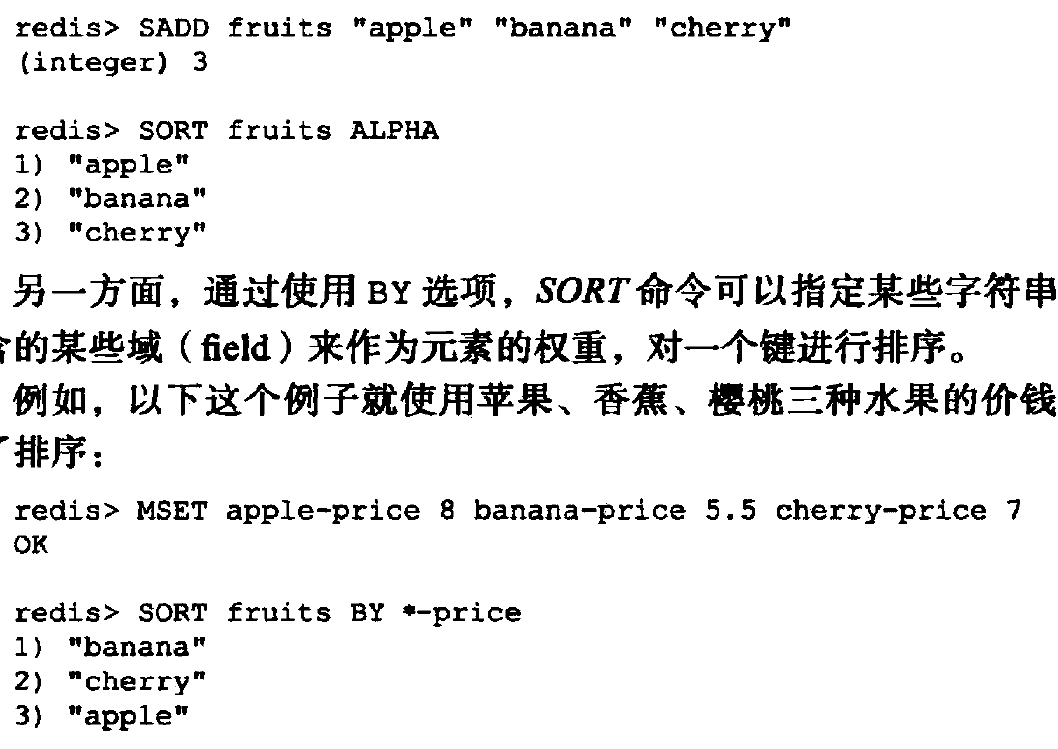 redis> SADD fruits "apple" "banana" "cherry"
(integer) 3
redis> SORT fruits ALPHA
1) "apple"
2) "banana"
3) "cherry"
另一方面，通过使用 BY 选项，SORT 命令可以指定某些字符串
含的某些域（field）来作为元素的权重，对一个键进行排序。
例如，以下这个例子就使用苹果、香蕉、樱桃三种水果的价钱
了排序：
redis> MSET apple-price 8 banana-price 5.5 cherry-price 7
OK
redis> SORT fruits BY *-price
1) "banana"
2) "cherry"
3) "apple"